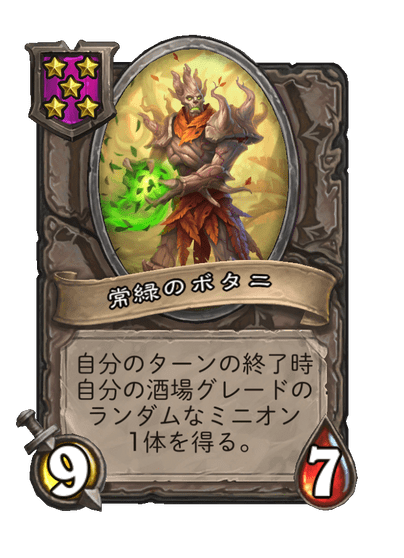 常緑のボタニ
自分のターンの終了時
自分の酒場グレードの
ランダムなミニオン
1体を得る。
9
7